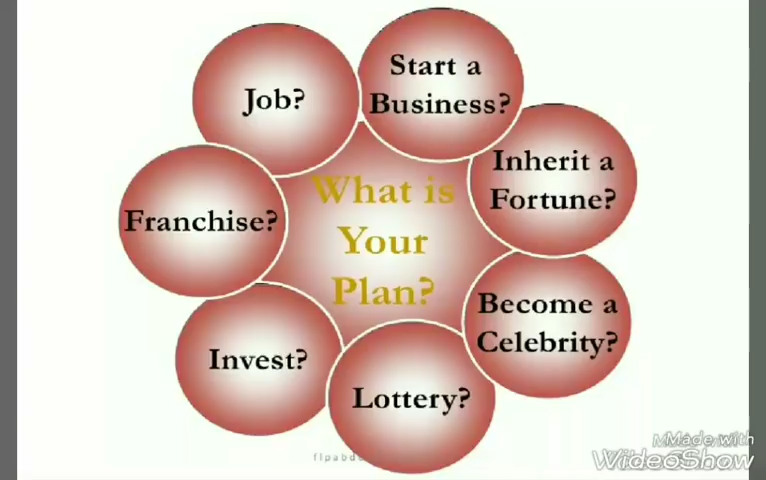 What is
Your
Plan?
Job?
Start a
Business?
Inherit a
Fortune?
Become a
Celebrity?
Lottery?
Invest?
Franchise?
Made with
VideoShow